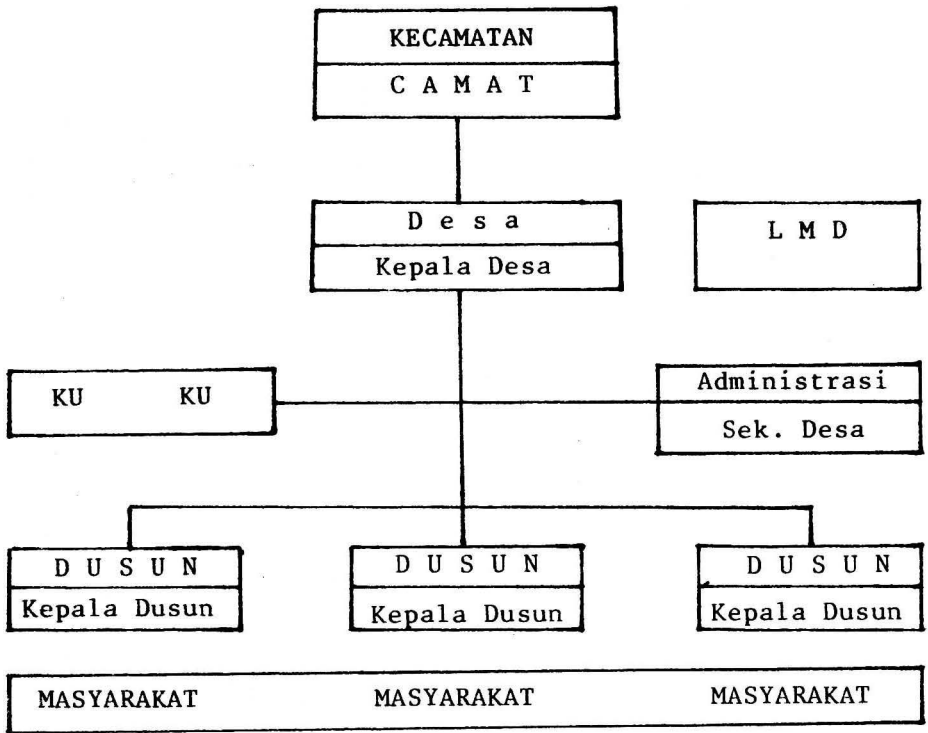 KECAMATAN
C A M A T
D e s a
Kepala Desa
L M D
KU KU
Administrasi
Sek. Desa
D U S U N
Kepala Dusun
D U S U N
Kepala Dusun
D U S U N
Kepala Dusun
MASYARAKAT MASYARAKAT MASYARAKAT